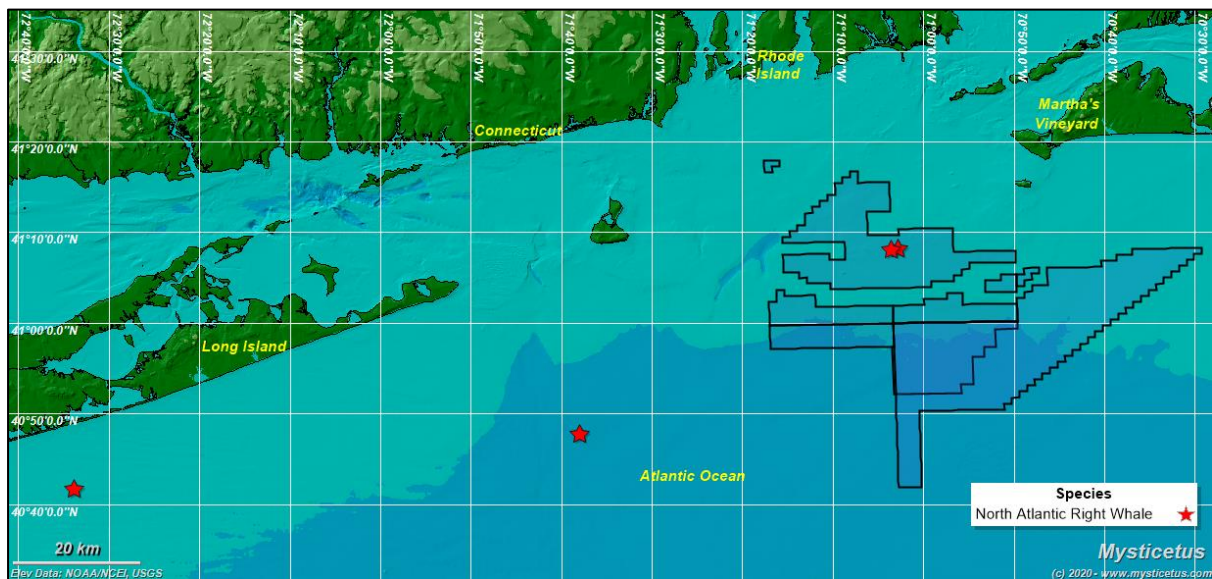 72°40'0.0"W
72°30'0.0"W
72°20'0.0"W
72°10'0.0"W
72°00'0.0"W
71°50'0.0"W
71°40'0.0"W
71°30'0.0"W
71°20'0.0"W
71°10'0.0"W
71°00'0.0"W
70°50'0.0"W
70°40'0.0"W
70°30'0.0"W
41°30'0.0"N
Rhode
Island
Martha's
Vineyard
Connecticut
41°20'0.0"N
41°10'0.0"N
41°00'0.0"N
Long Island
40°50'0.0"N
Atlantic Ocean
40°40'0.0"N
Species
North Atlantic Right Whale
20 km
Mysticetus
Elev Data: NOAA/NCEI, USGS
(c) 2020 - www.mysticetus.com